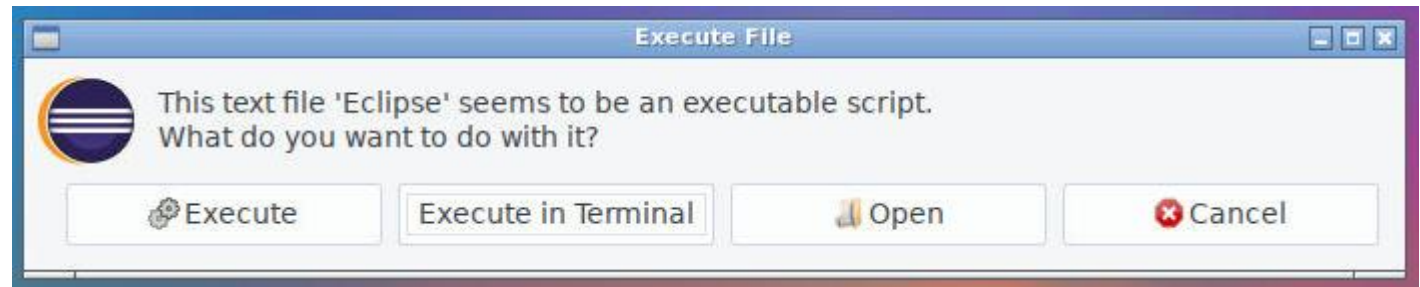 Execute File
This text file 'Eclipse' seems to be an executable script.
What do you want to do with it?
Execute
Execute in Terminal
Open
Cancel